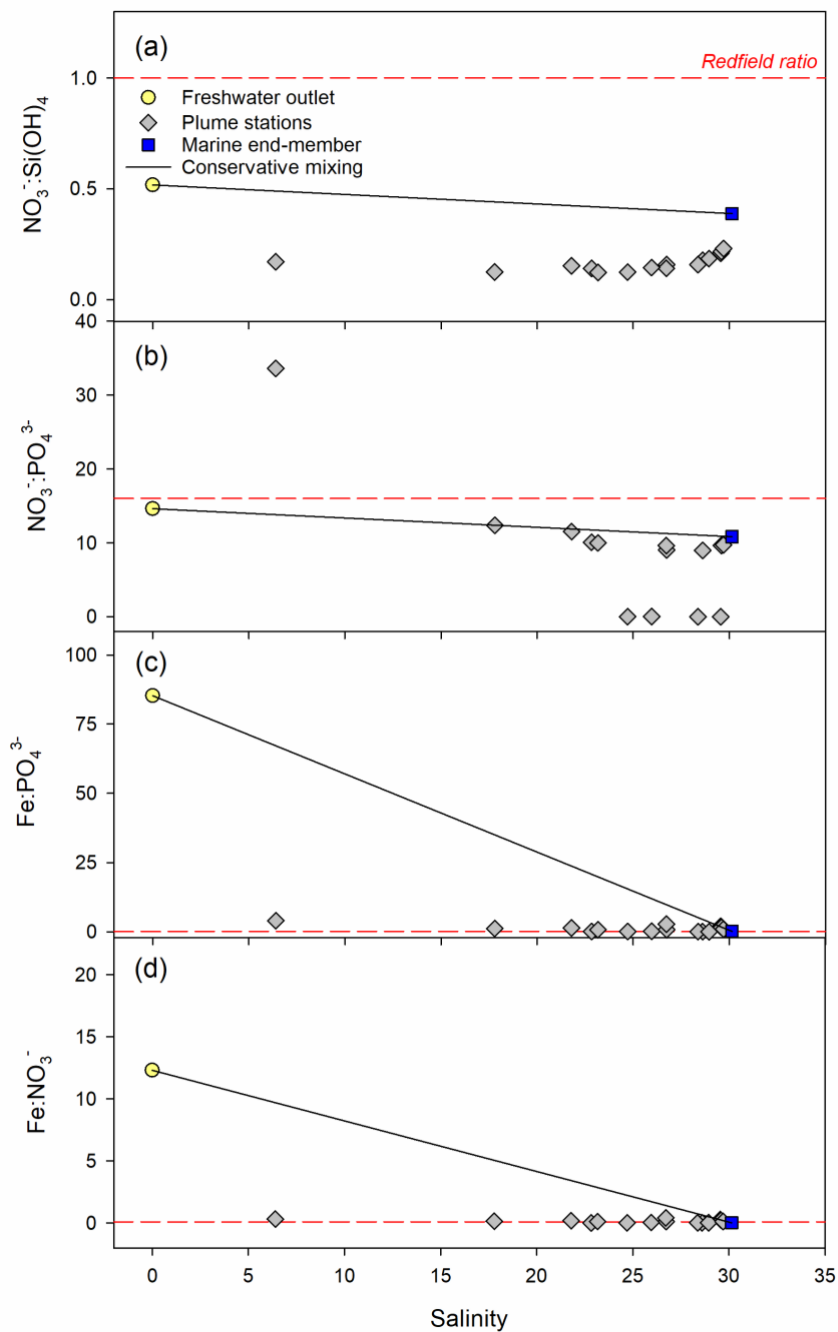 (a)
Redfield ratio
1.0
Freshwater outlet
Plume stations
Marine end-member
Conservative mixing
0.5
0.0
NO₃⁻:Si(OH)₄
40
(b)
30
20
10
0
NO₃⁻:PO₄³⁻
100
(c)
75
50
25
0
Fe:PO₄³⁻
(d)
20
15
10
5
0
Fe:NO₃⁻
0 5 10 15 20 25 30 35
Salinity